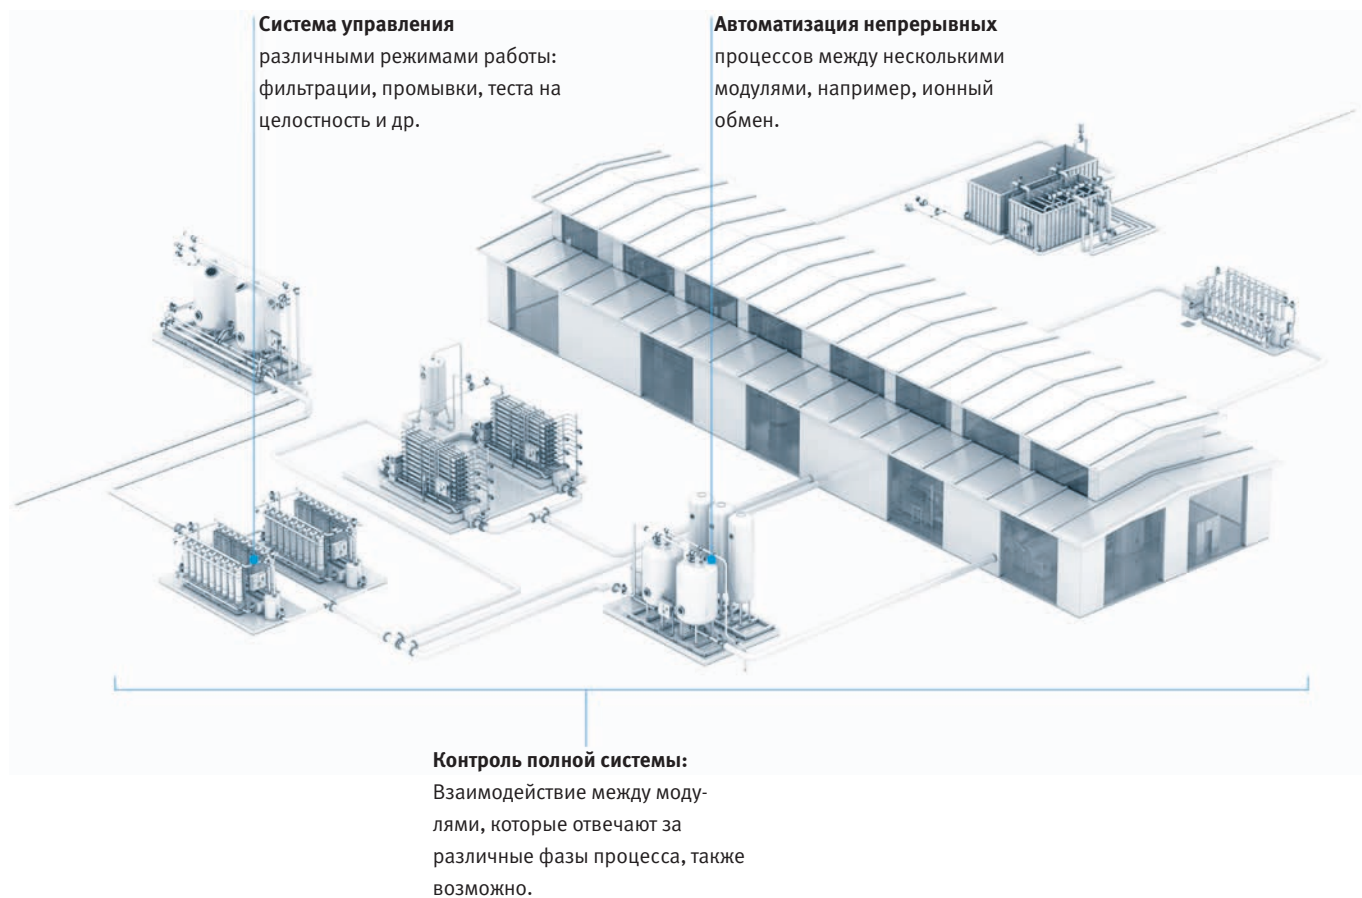 Система управления
различными режимами работы:
фильтрации, промывки, теста на
целостность и др.
Автоматизация непрерывных
процессов между несколькими
модулями, например, ионный
обмен.
Контроль полной системы:
Взаимодействие между моду-
лями, которые отвечают за
различные фазы процесса, также
возможно.